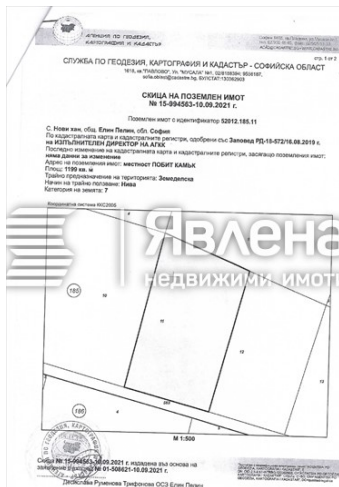 АГЕНЦИЯ ПО ГЕОДЕЗИЯ,
КАРТОГРАФИЯ И КАДАСТЪР
стр. 1 от 2
СЛУЖБА ПО ГЕОДЕЗИЯ, КАРТОГРАФИЯ И КАДАСТЪР - СОФИЙСКА ОБЛАСТ
СКИЦА НА ПОЗЕМЛЕН ИМОТ
№ 15-994563-10.09.2021 г.
Поземлен имот с идентификатор 52012.185.11
С. Нови хан, общ. Елин Пелин, обл. София
По кадастралната карта и кадастралните регистри, одобрени със Заповед РД-18-572/16.08.2019 г.
на ИЗПЪЛНИТЕЛЕН ДИРЕКТОР НА АГКК
Последно изменение на кадастралната карта и кадастралните регистри, засягащо поземления имот:
няма данни за изменение
Адрес на поземления имот: местност ПОБИТ КАМЪК
Площ: 1199 кв. м
Трайно предназначение на територията: Земеделска
Начин на трайно ползване: Нива
Категория на земята: 7
Явлена
недвижими имоти
Координатна система ККС2005
185
10
11
12
186
М 1:500
Скица № 15-994563-10.09.2021 г. издадена въз основа на
заявление № 01-508621-10.09.2021 г.
Десислава Руменова Трифонова ОСЗ Елин Пелин